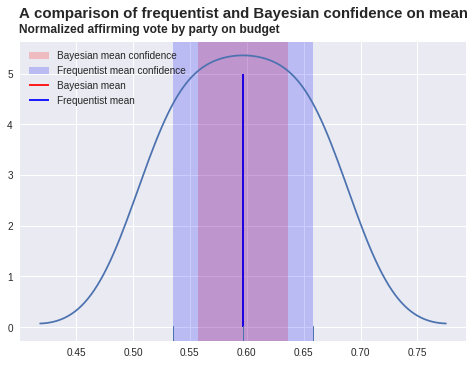 A comparison of frequentist and Bayesian confidence on mean
Normalized affirming vote by party on budget
Bayesian mean confidence
Frequentist mean confidence
Bayesian mean
Frequentist mean
5
4
3
2
1
0
0.45 0.50 0.55 0.60 0.65 0.70 0.75